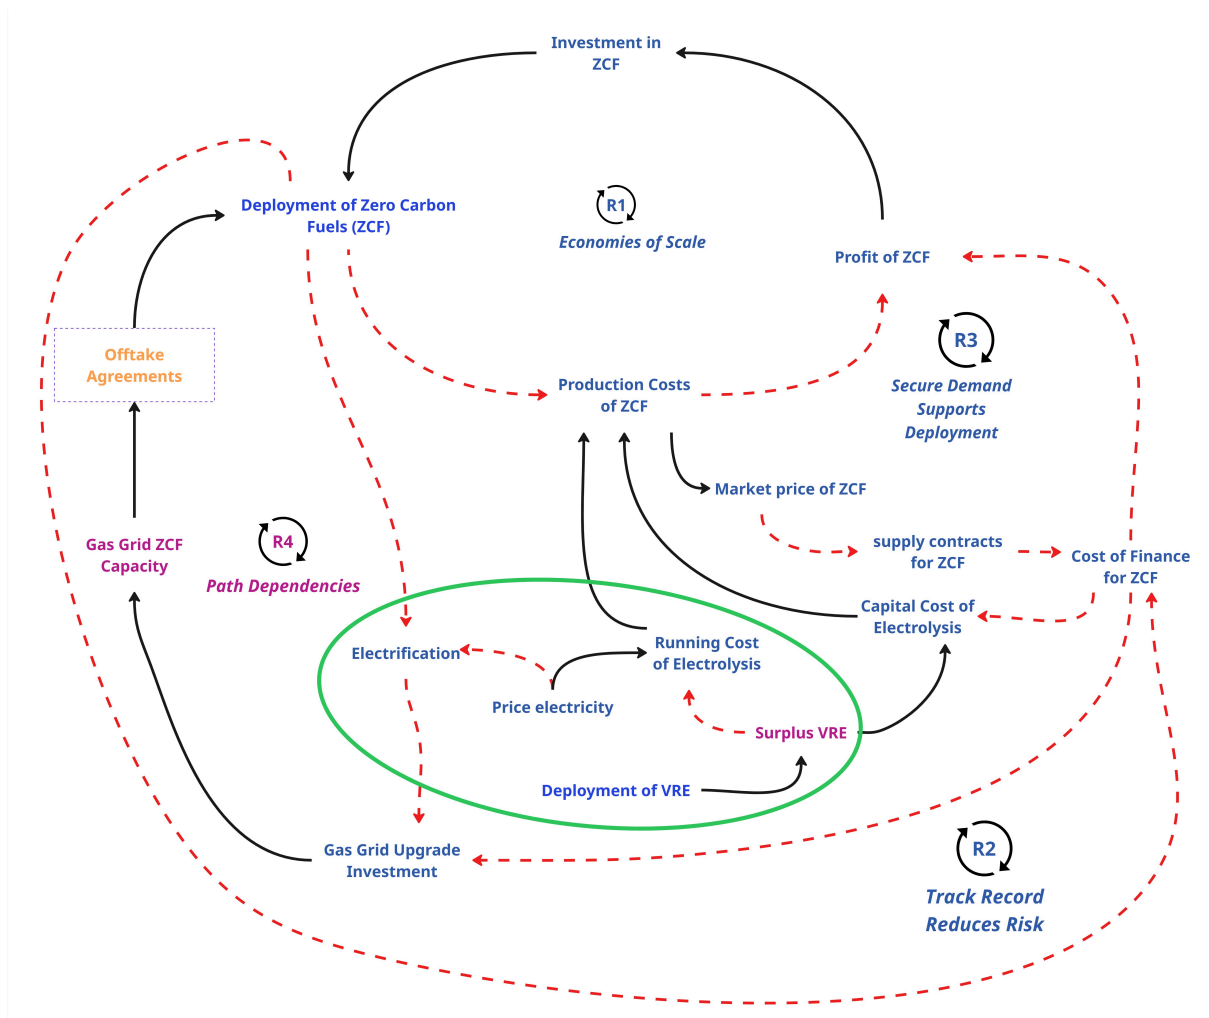 Investment in
ZCF
Deployment of Zero Carbon
Fuels (ZCF)
R1
Economies of Scale
Profit of ZCF
R3
Secure Demand
Supports
Deployment
Offtake
Agreements
Production Costs
of ZCF
Market price of ZCF
supply contracts
for ZCF
Cost of Finance
for ZCF
Gas Grid ZCF
Capacity
R4
Path Dependencies
Capital Cost of
Electrolysis
Electrification
Running Cost
of Electrolysis
Price electricity
Surplus VRE
Deployment of VRE
Gas Grid Upgrade
Investment
R2
Track Record
Reduces Risk